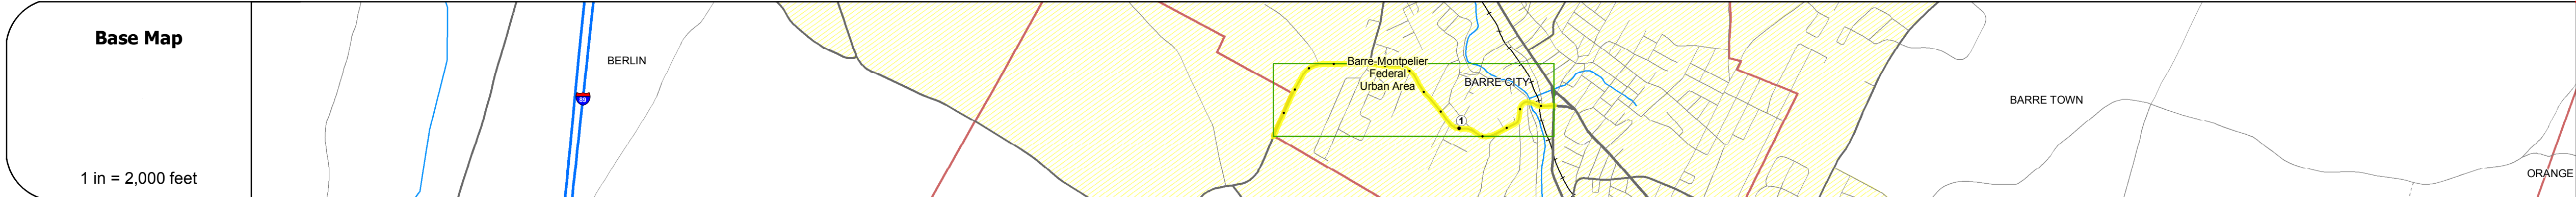 Base Map
1 in = 2,000 feet
BERLIN
89
Barre-Montpelier
Federal
Urban Area
BARRE CITY
1
BARRE TOWN
ORANGE